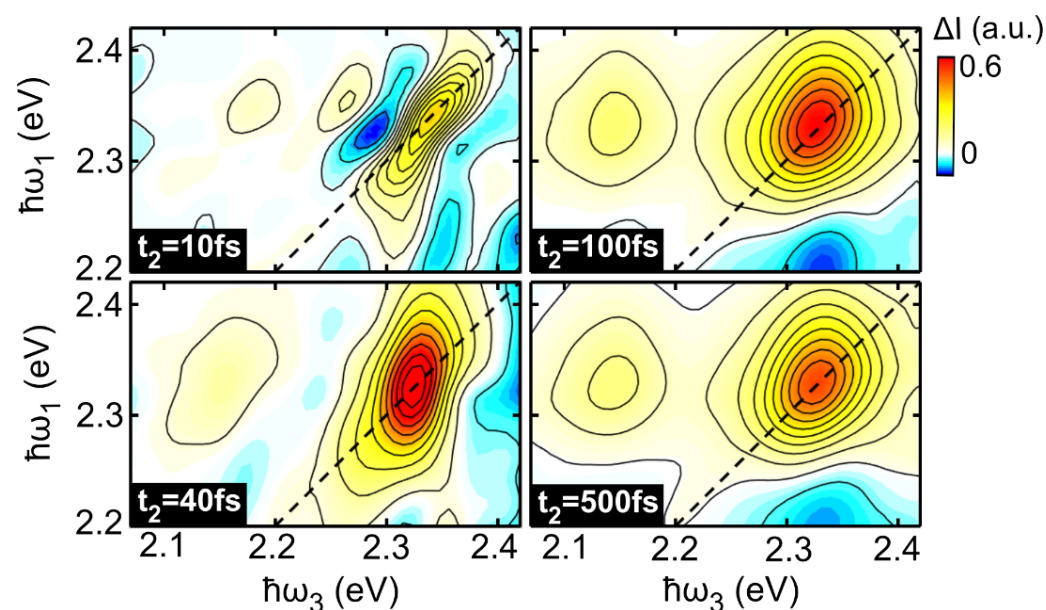 ΔI (a.u.)
0.6
0
ħω₁ (eV)
2.4
2.3
2.2
t₂=10fs
t₂=100fs
ħω₁ (eV)
2.4
2.3
2.2
t₂=40fs
t₂=500fs
2.1 2.2 2.3 2.4 2.1 2.2 2.3 2.4
ħω₃ (eV) ħω₃ (eV)